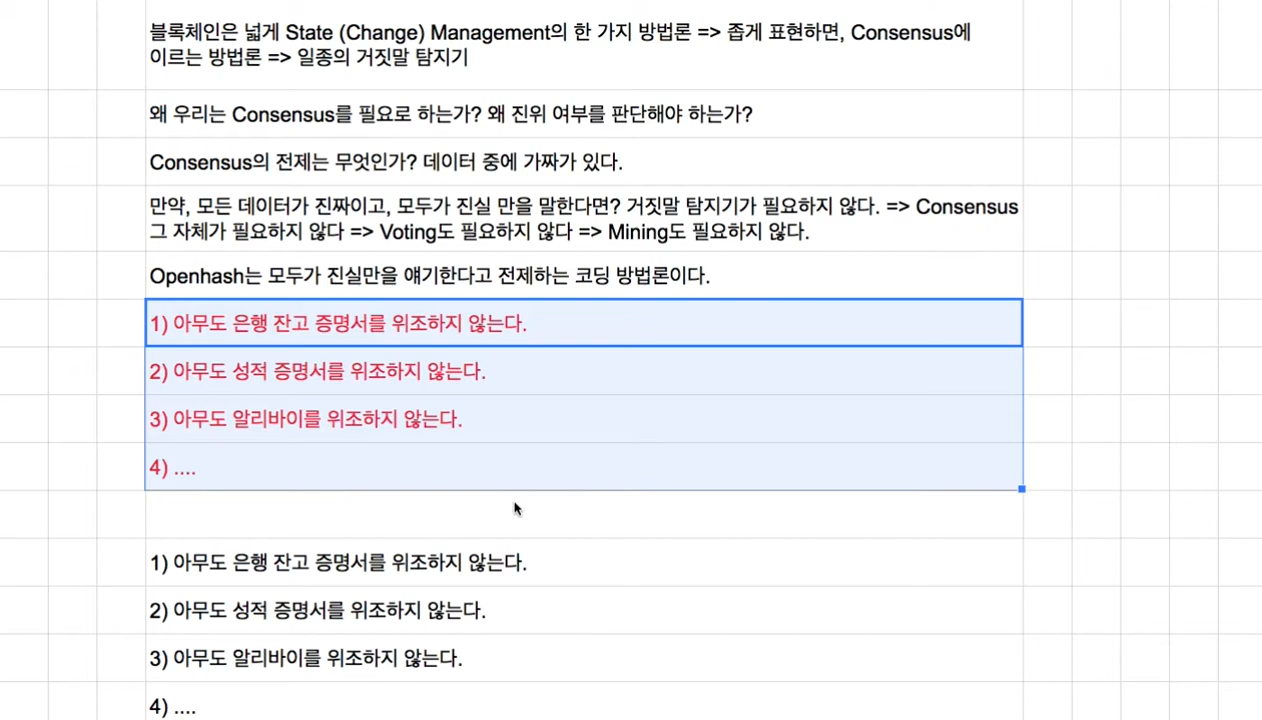 블록체인은 넓게 State (Change) Management의 한 가지 방법론 => 좁게 표현하면, Consensus에
이르는 방법론 => 일종의 거짓말 탐지기
왜 우리는 Consensus를 필요로 하는가? 왜 진위 여부를 판단해야 하는가?
Consensus의 전제는 무엇인가? 데이터 중에 가짜가 있다.
만약, 모든 데이터가 진짜이고, 모두가 진실 만을 말한다면? 거짓말 탐지기가 필요하지 않다. => Consensus
그 자체가 필요하지 않다 => Voting도 필요하지 않다 => Mining도 필요하지 않다.
Openhash는 모두가 진실만을 얘기한다고 전제하는 코딩 방법론이다.
1) 아무도 은행 잔고 증명서를 위조하지 않는다.
2) 아무도 성적 증명서를 위조하지 않는다.
3) 아무도 알리바이를 위조하지 않는다.
4) ....
1) 아무도 은행 잔고 증명서를 위조하지 않는다.
2) 아무도 성적 증명서를 위조하지 않는다.
3) 아무도 알리바이를 위조하지 않는다.
4) ....